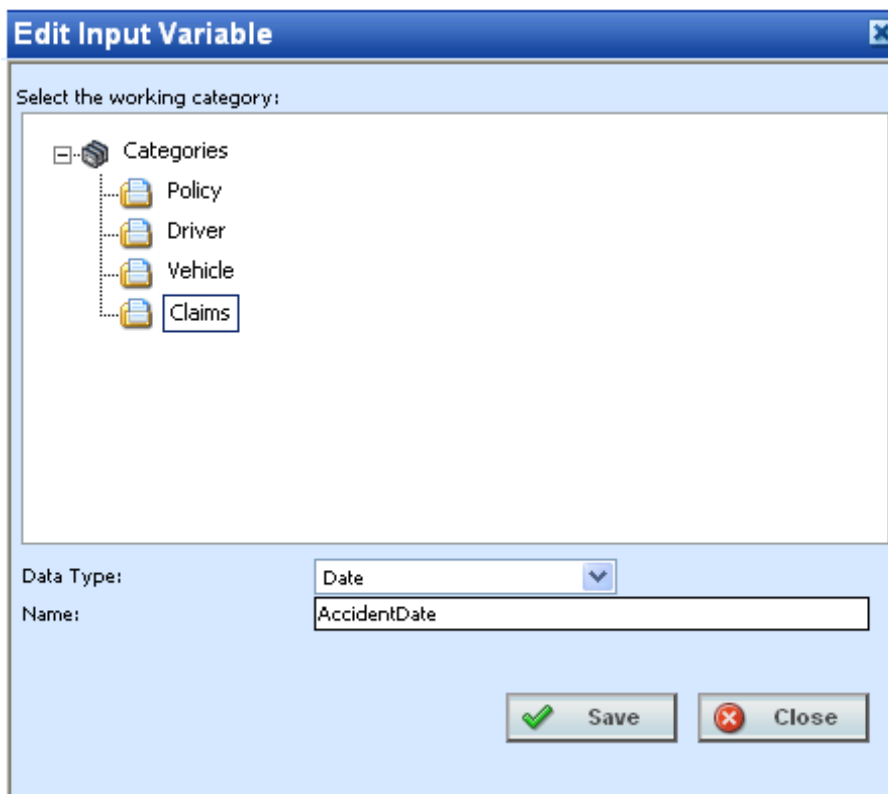 Edit Input Variable
Select the working category:
Categories
Policy
Driver
Vehicle
Claims
Data Type: Date
Name: AccidentDate
Save Close